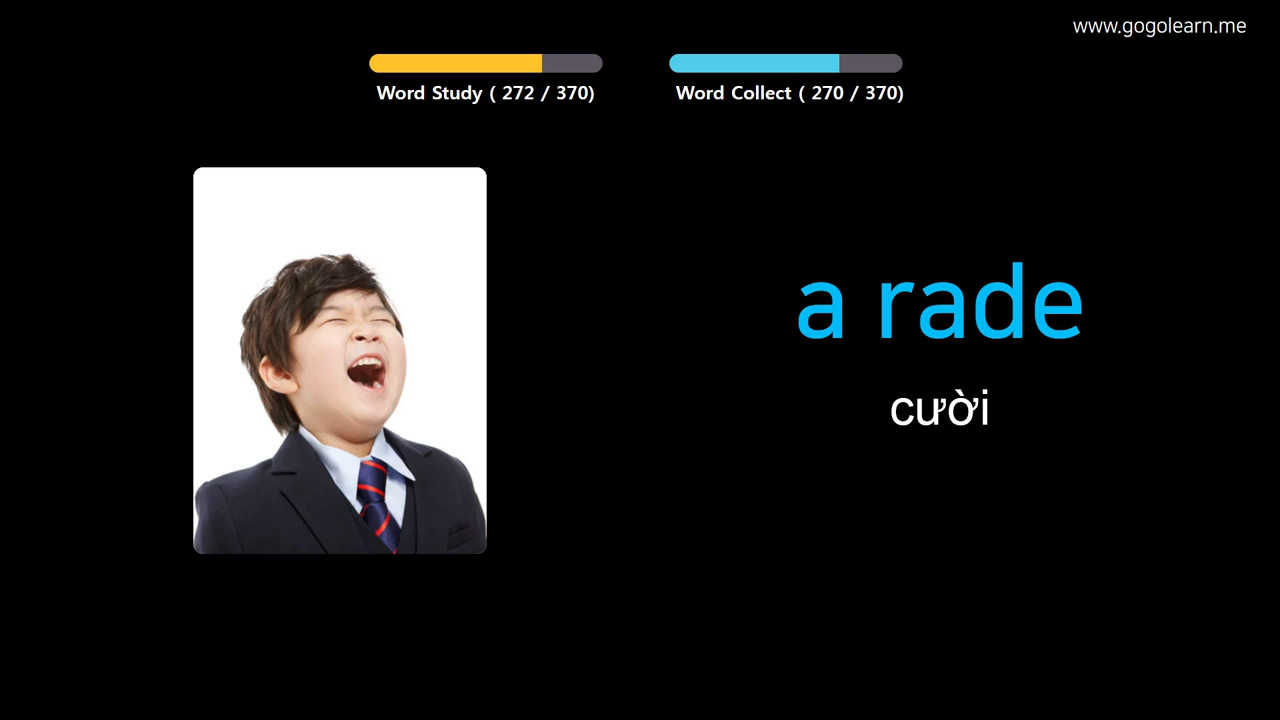 www.gogolearn.me
Word Study ( 272 / 370)
Word Collect ( 270 / 370)
a rade
cười